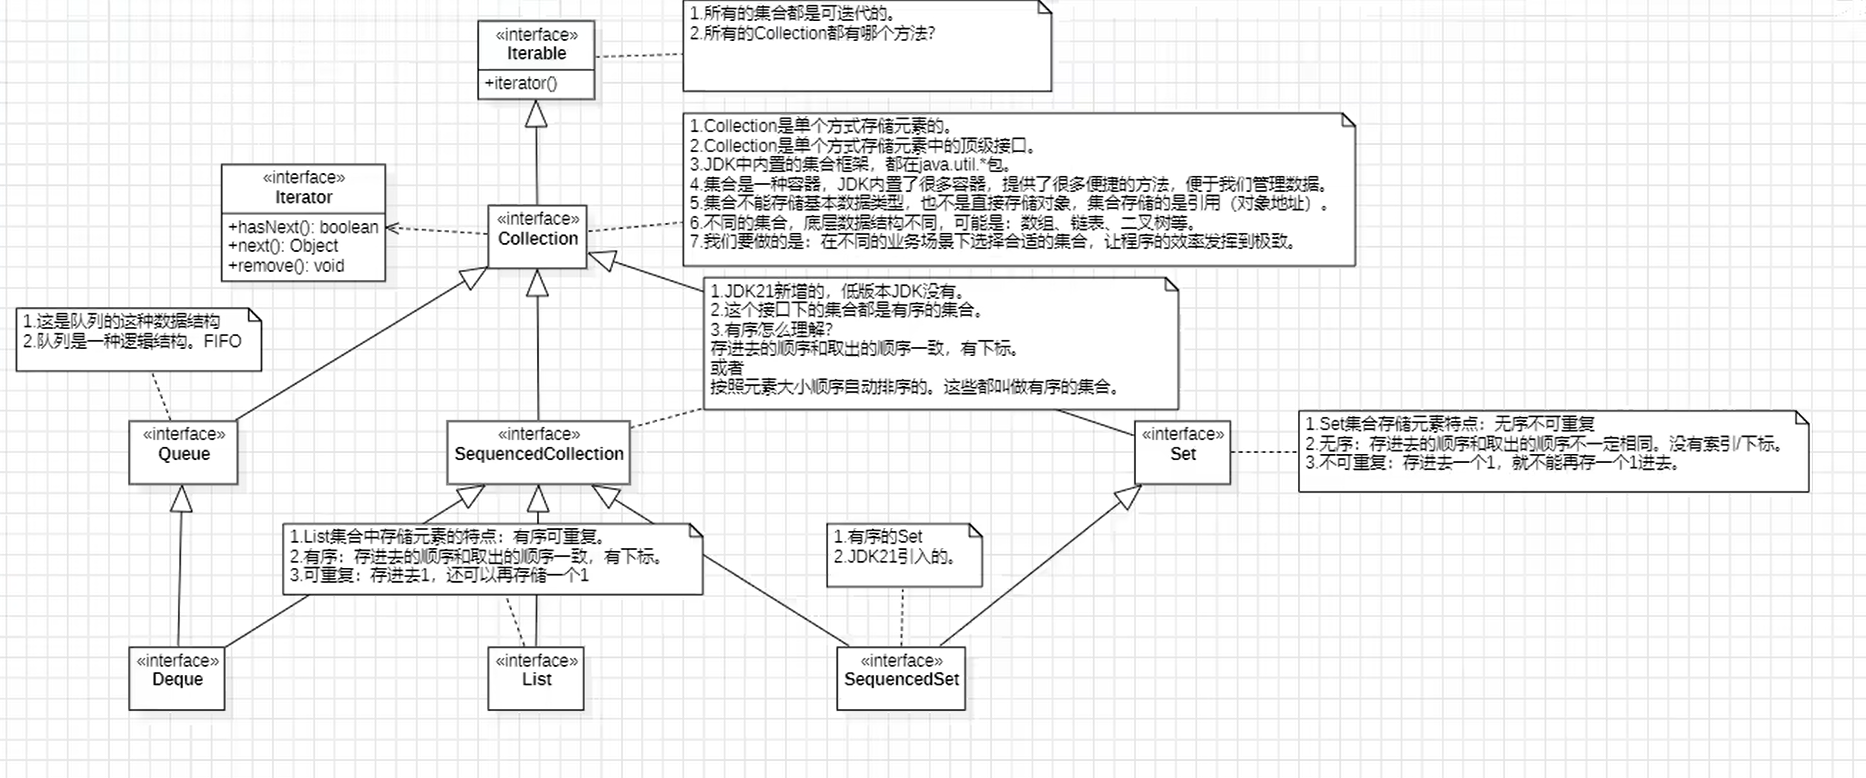 «interface»
Iterable
+iterator()
1.所有的集合都是可迭代的。
2.所有的Collection都有哪个方法?
«interface»
Iterator
+hasNext(): boolean
+next(): Object
+remove(): void
«interface»
Collection
1.Collection是单个方式存储元素的。
2.Collection是单个方式存储元素中的顶级接口。
3.JDK中内置的集合框架，都在java.util.*包。
4.集合是一种容器，JDK内置了很多容器，提供了很多便捷的方法，便于我们管理数据。
5.集合不能存储基本数据类型，也不是直接存储对象，集合存储的是引用（对象地址）。
6.不同的集合，底层数据结构不同，可能是：数组、链表、二叉树等。
7.我们要做的是：在不同的业务场景下选择合适的集合，让程序的效率发挥到极致。
1.这是队列的这种数据结构
2.队列是一种逻辑结构。FIFO
1.JDK21新增的，低版本JDK没有。
2.这个接口下的集合都是有序的集合。
3.有序怎么理解?
存进去的顺序和取出的顺序一致，有下标。
或者
按照元素大小顺序自动排序的。这些都叫做有序的集合。
«interface»
Queue
«interface»
SequencedCollection
«interface»
Set
1.Set集合存储元素特点：无序不可重复
2.无序：存进去的顺序和取出的顺序不一定相同。没有索引/下标。
3.不可重复：存进去一个1，就不能再存一个1进去。
1.List集合中存储元素的特点：有序可重复。
2.有序：存进去的顺序和取出的顺序一致，有下标。
3.可重复：存进去1，还可以再存储一个1
1.有序的Set
2.JDK21引入的。
«interface»
Deque
«interface»
List
«interface»
SequencedSet